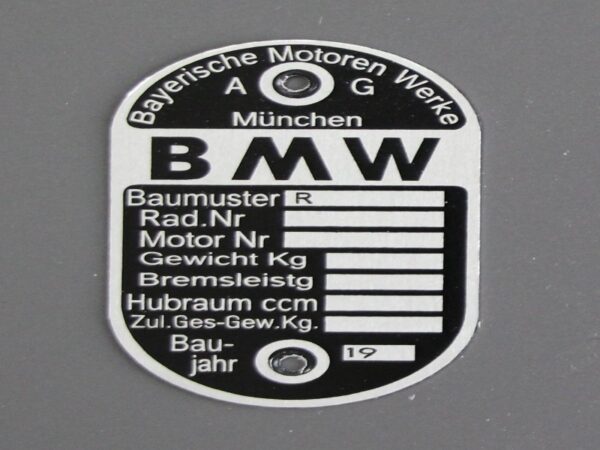 Bayerische Motoren Werke
A G
München
BMW
Baumuster R
Rad.Nr
Motor Nr
Gewicht Kg
Bremsleistg
Hubraum ccm
Zul.Ges-Gew.Kg.
Bau-
jahr 19